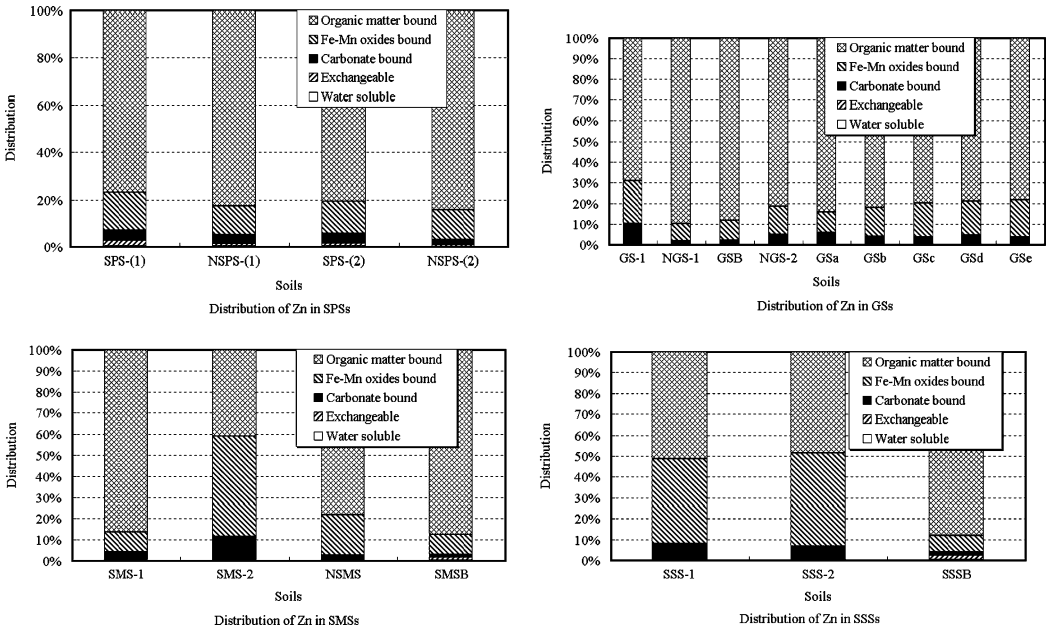 100%
80%
60%
40%
20%
0%
Distribution
Organic matter bound
Fe-Mn oxides bound
Carbonate bound
Exchangeable
Water soluble
SPS-(1) NSPS-(1) SPS-(2) NSPS-(2)
Soils
Distribution of Zn in SPSs
100%
90%
80%
70%
60%
50%
40%
30%
20%
10%
0%
Distribution
Organic matter bound
Fe-Mn oxides bound
Carbonate bound
Exchangeable
Water soluble
GS-1 NGS-1 GSB NGS-2 GSa GSb GSc GSd GSe
Soils
Distribution of Zn in GSs
100%
90%
80%
70%
60%
50%
40%
30%
20%
10%
0%
Distribution
Organic matter bound
Fe-Mn oxides bound
Carbonate bound
Exchangeable
Water soluble
SMS-1 SMS-2 NSMS SMSB
Soils
Distribution of Zn in SMSs
100%
90%
80%
70%
60%
50%
40%
30%
20%
10%
0%
Distribution
Organic matter bound
Fe-Mn oxides bound
Carbonate bound
Exchangeable
Water soluble
SSS-1 SSS-2 SSSB
Soils
Distribution of Zn in SSSs